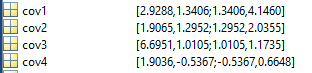 cov1 [2.9288,1.3406;1.3406,4.1460]
cov2 [1.9065,1.2952;1.2952,2.0355]
cov3 [6.6951,1.0105;1.0105,1.1735]
cov4 [1.9036,-0.5367;-0.5367,0.6648]